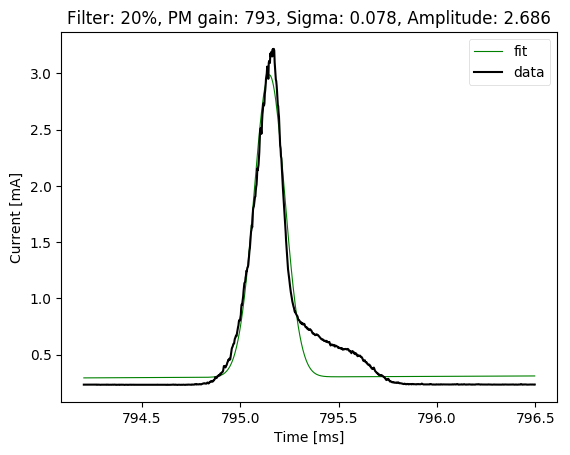 Filter: 20%, PM gain: 793, Sigma: 0.078, Amplitude: 2.686
fit
data
3.0
2.5
2.0
1.5
1.0
0.5
Current [mA]
794.5
795.0
795.5
796.0
796.5
Time [ms]